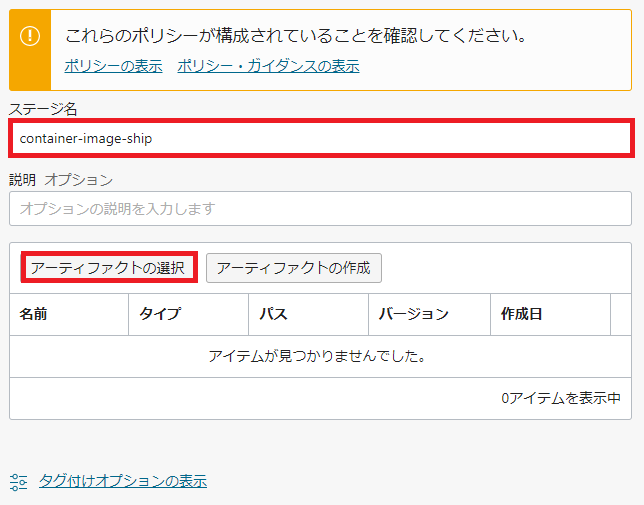 これらのポリシーが構成されていることを確認してください。
ポリシーの表示 ポリシー・ガイダンスの表示
ステージ名
container-image-ship
説明 オプション
オプションの説明を入力します
アーティファクトの選択 アーティファクトの作成
名前 タイプ パス バージョン 作成日
アイテムが見つかりませんでした。
0アイテムを表示中
タグ付けオプションの表示